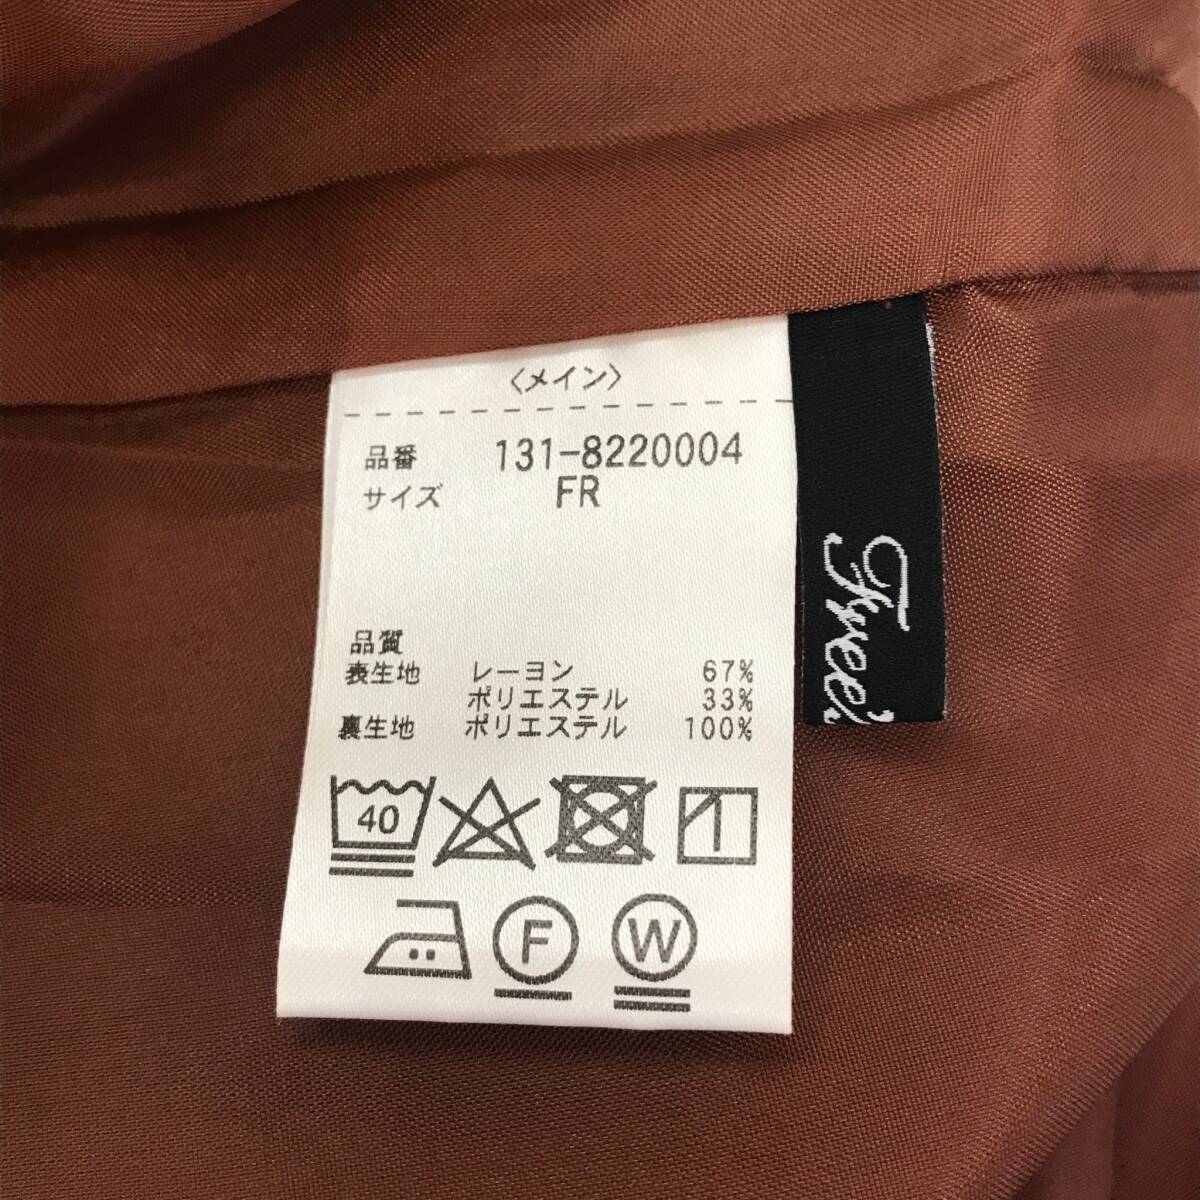 〈メイン〉
品番 131-8220004
サイズ FR
品質
表生地 レーヨン 67%
ポリエステル 33%
裏生地 ポリエステル 100%
40
F
W